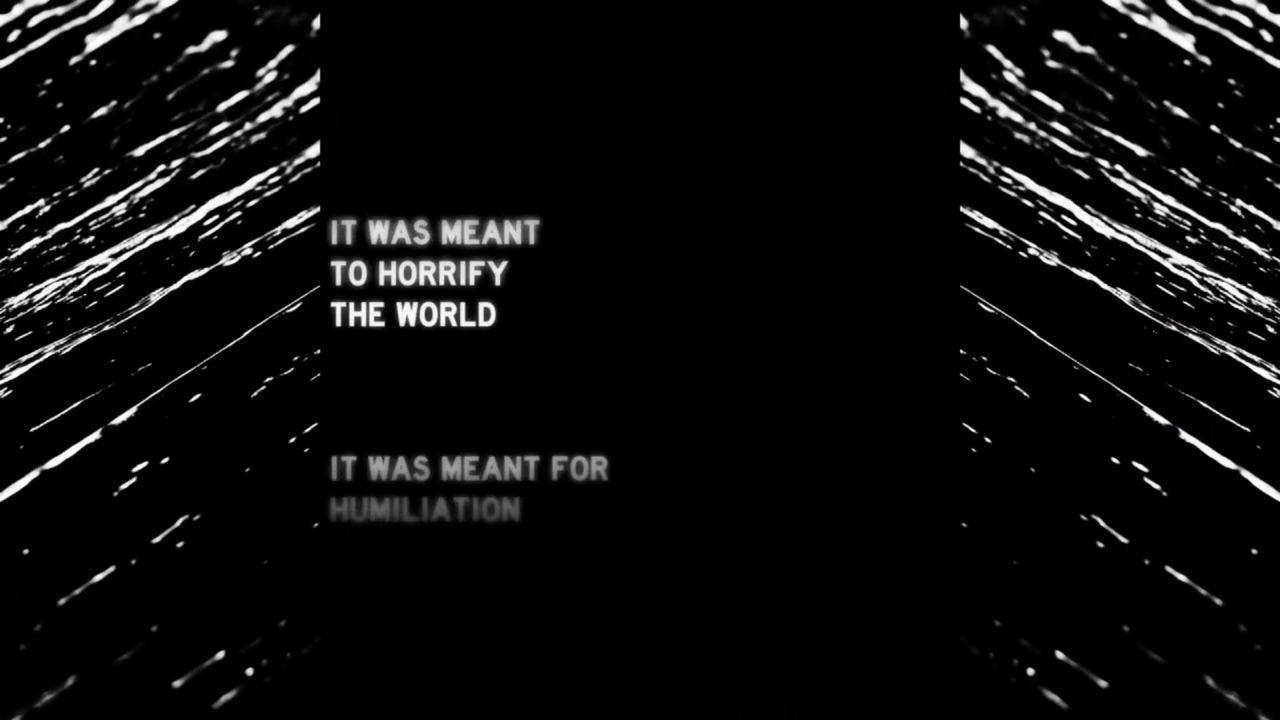 IT WAS MEANT
TO HORRIFY
THE WORLD
IT WAS MEANT FOR
HUMILIATION